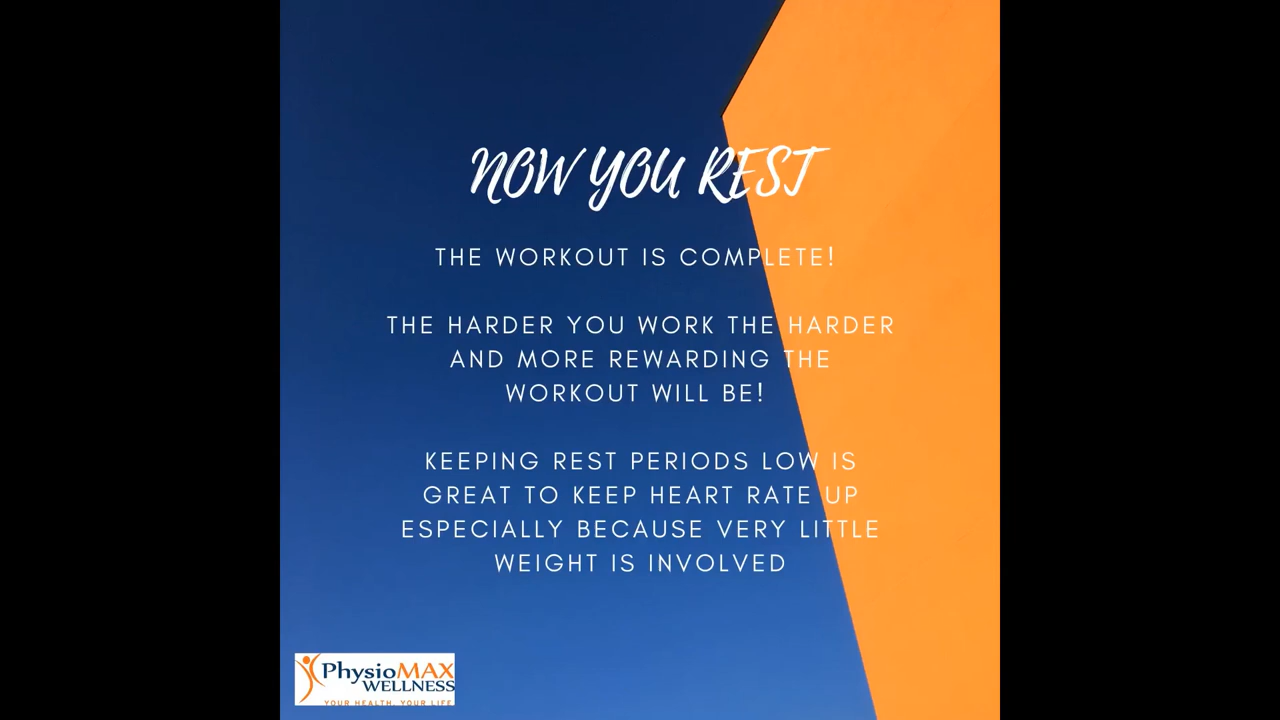 NOW YOU REST
THE WORKOUT IS COMPLETE!
THE HARDER YOU WORK THE HARDER
AND MORE REWARDING THE
WORKOUT WILL BE!
KEEPING REST PERIODS LOW IS
GREAT TO KEEP HEART RATE UP
ESPECIALLY BECAUSE VERY LITTLE
WEIGHT IS INVOLVED
PhysioMAX
WELLNESS
YOUR HEALTH. YOUR LIFE